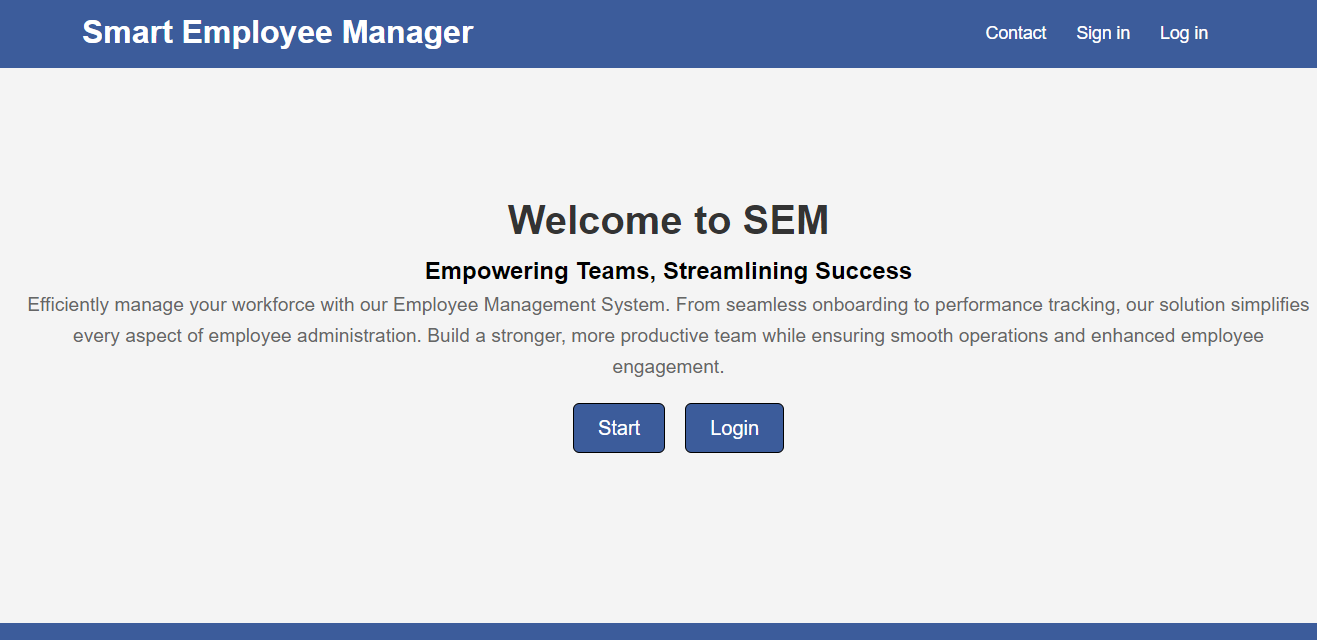 Smart Employee Manager
Contact Sign in Log in
Welcome to SEM
Empowering Teams, Streamlining Success
Efficiently manage your workforce with our Employee Management System. From seamless onboarding to performance tracking, our solution simplifies
every aspect of employee administration. Build a stronger, more productive team while ensuring smooth operations and enhanced employee
engagement.
Start Login